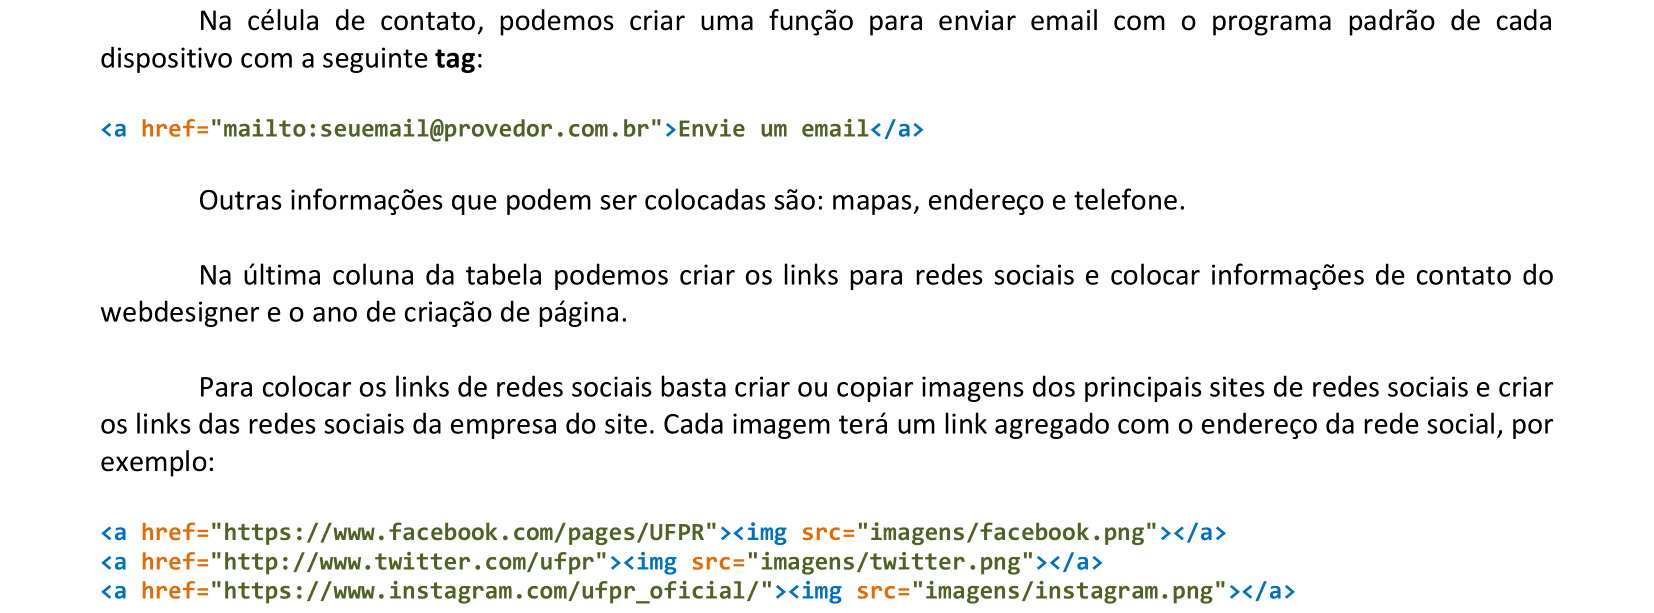 Na célula de contato, podemos criar uma função para enviar email com o programa padrão de cada
dispositivo com a seguinte tag:
<a href="mailto:seuemail@provedor.com.br">Envie um email</a>
Outras informações que podem ser colocadas são: mapas, endereço e telefone.
Na última coluna da tabela podemos criar os links para redes sociais e colocar informações de contato do
webdesigner e o ano de criação de página.
Para colocar os links de redes sociais basta criar ou copiar imagens dos principais sites de redes sociais e criar
os links das redes sociais da empresa do site. Cada imagem terá um link agregado com o endereço da rede social, por
exemplo:
<a href="https://www.facebook.com/pages/UFPR"><img src="imagens/facebook.png"></a>
<a href="http://www.twitter.com/ufpr"><img src="imagens/twitter.png"></a>
<a href="https://www.instagram.com/ufpr_oficial/"><img src="imagens/instagram.png"></a>